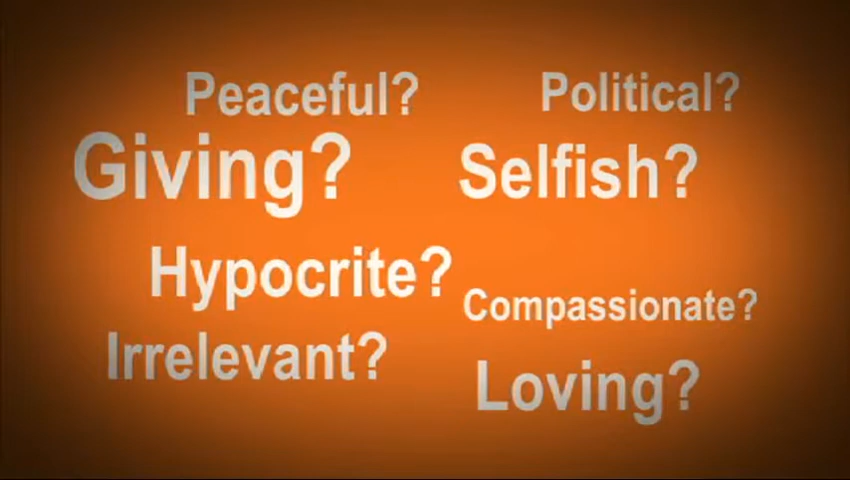 Peaceful?
Political?
Giving?
Selfish?
Hypocrite?
Compassionate?
Irrelevant?
Loving?